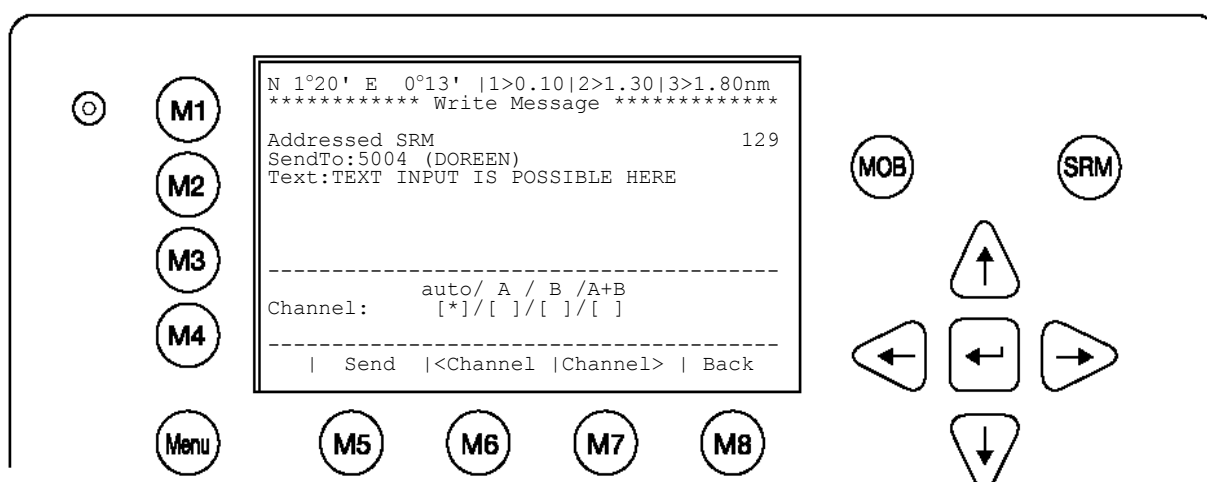 N 1°20' E  0°13' |1>0.10|2>1.30|3>1.80nm
************ Write Message *************
Addressed SRM                        129
SendTo:5004 (DOREEN)
Text:TEXT INPUT IS POSSIBLE HERE
----------------------------------------
auto/ A / B /A+B
Channel:     [*]/[ ]/[ ]/[ ]
----------------------------------------
|  Send  |<Channel |Channel> | Back
M1
M2
M3
M4
Menu
M5
M6
M7
M8
MOB
SRM